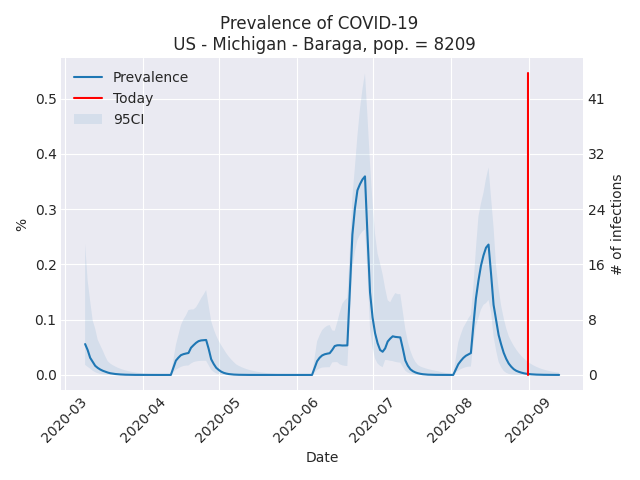 Prevalence of COVID-19
US - Michigan - Baraga, pop. = 8209
Prevalence
Today
95CI
0.5
0.4
0.3
0.2
0.1
0.0
%
41
32
24
16
8
0
# of infections
2020-03
2020-04
2020-05
2020-06
2020-07
2020-08
2020-09
Date